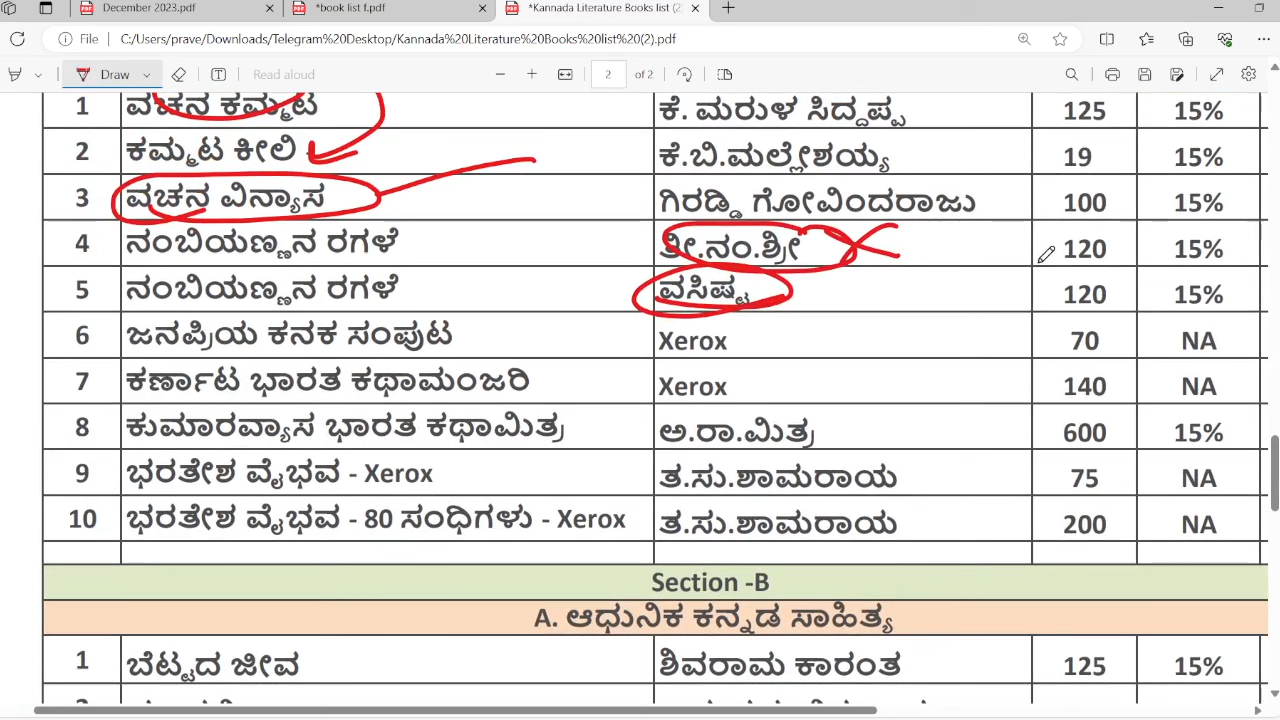 December 2023.pdf
*book list f.pdf
*Kannada Literature Books list (2)
File
C:/Users/prave/Downloads/Telegram%20Desktop/Kannada%20Literature%20Books%20list%20(2).pdf
Draw
Read aloud
2
of 2
1 ವಚನ ಕಮ್ಮಟ ಕೆ. ಮರುಳ ಸಿದ್ದಪ್ಪ 125 15%
2 ಕಮ್ಮಟ ಕೀಲಿ ಕೆ.ಬಿ.ಮಲ್ಲೇಶಯ್ಯ 19 15%
3 ವಚನ ವಿನ್ಯಾಸ ಗಿರಡ್ಡಿ ಗೋವಿಂದರಾಜು 100 15%
4 ನಂಬಿಯಣ್ಣನ ರಗಳೆ ತೀ.ನಂ.ಶ್ರೀ 120 15%
5 ನಂಬಿಯಣ್ಣನ ರಗಳೆ ವಸಿಷ್ಟ 120 15%
6 ಜನಪ್ರಿಯ ಕನಕ ಸಂಪುಟ Xerox 70 NA
7 ಕರ್ಣಾಟ ಭಾರತ ಕಥಾಮಂಜರಿ Xerox 140 NA
8 ಕುಮಾರವ್ಯಾಸ ಭಾರತ ಕಥಾಮಿತ್ರ ಅ.ರಾ.ಮಿತ್ರ 600 15%
9 ಭರತೇಶ ವೈಭವ - Xerox ತ.ಸು.ಶಾಮರಾಯ 75 NA
10 ಭರತೇಶ ವೈಭವ - 80 ಸಂಧಿಗಳು - Xerox ತ.ಸು.ಶಾಮರಾಯ 200 NA
Section -B
A. ಆಧುನಿಕ ಕನ್ನಡ ಸಾಹಿತ್ಯ
1 ಬೆಟ್ಟದ ಜೀವ ಶಿವರಾಮ ಕಾರಂತ 125 15%